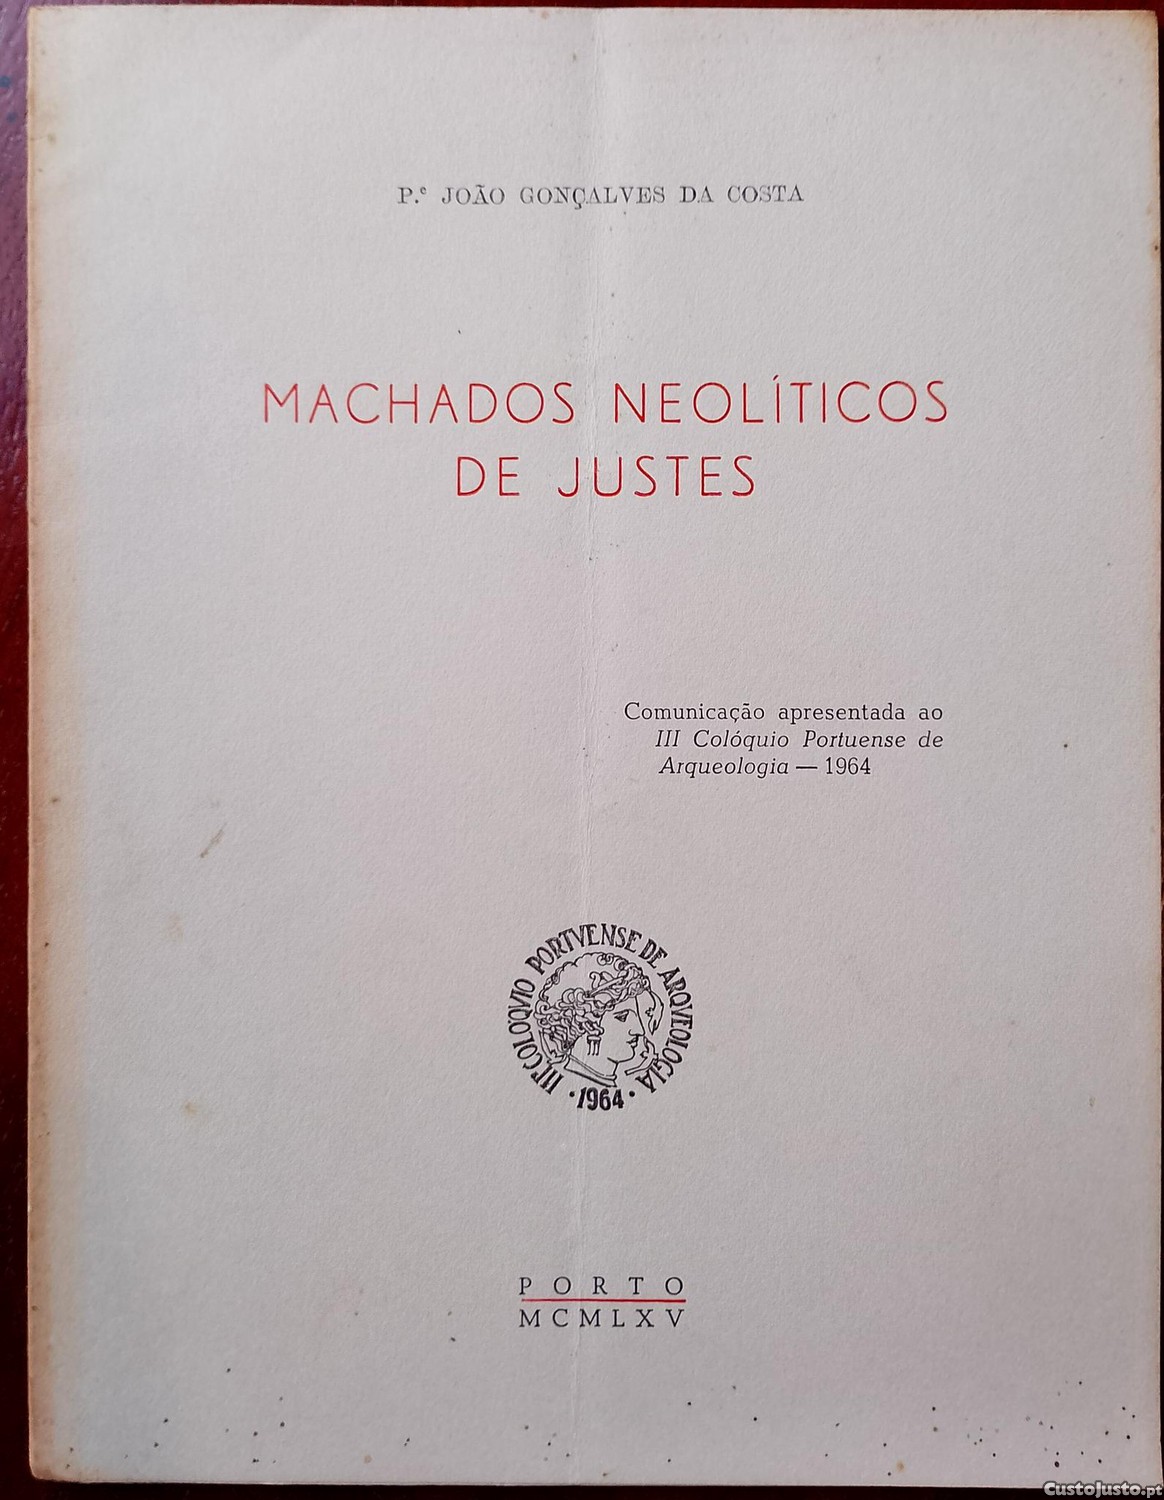 P.ᵉ JOÃO GONÇALVES DA COSTA
MACHADOS NEOLÍTICOS
DE JUSTES
Comunicação apresentada ao
III Colóquio Portuense de
Arqueologia — 1964
IIIº COLOQVIO PORTVENSE DE ARQVEOLOGIA
· 1964 ·
PORTO
MCMLXV
CustoJusto.pt